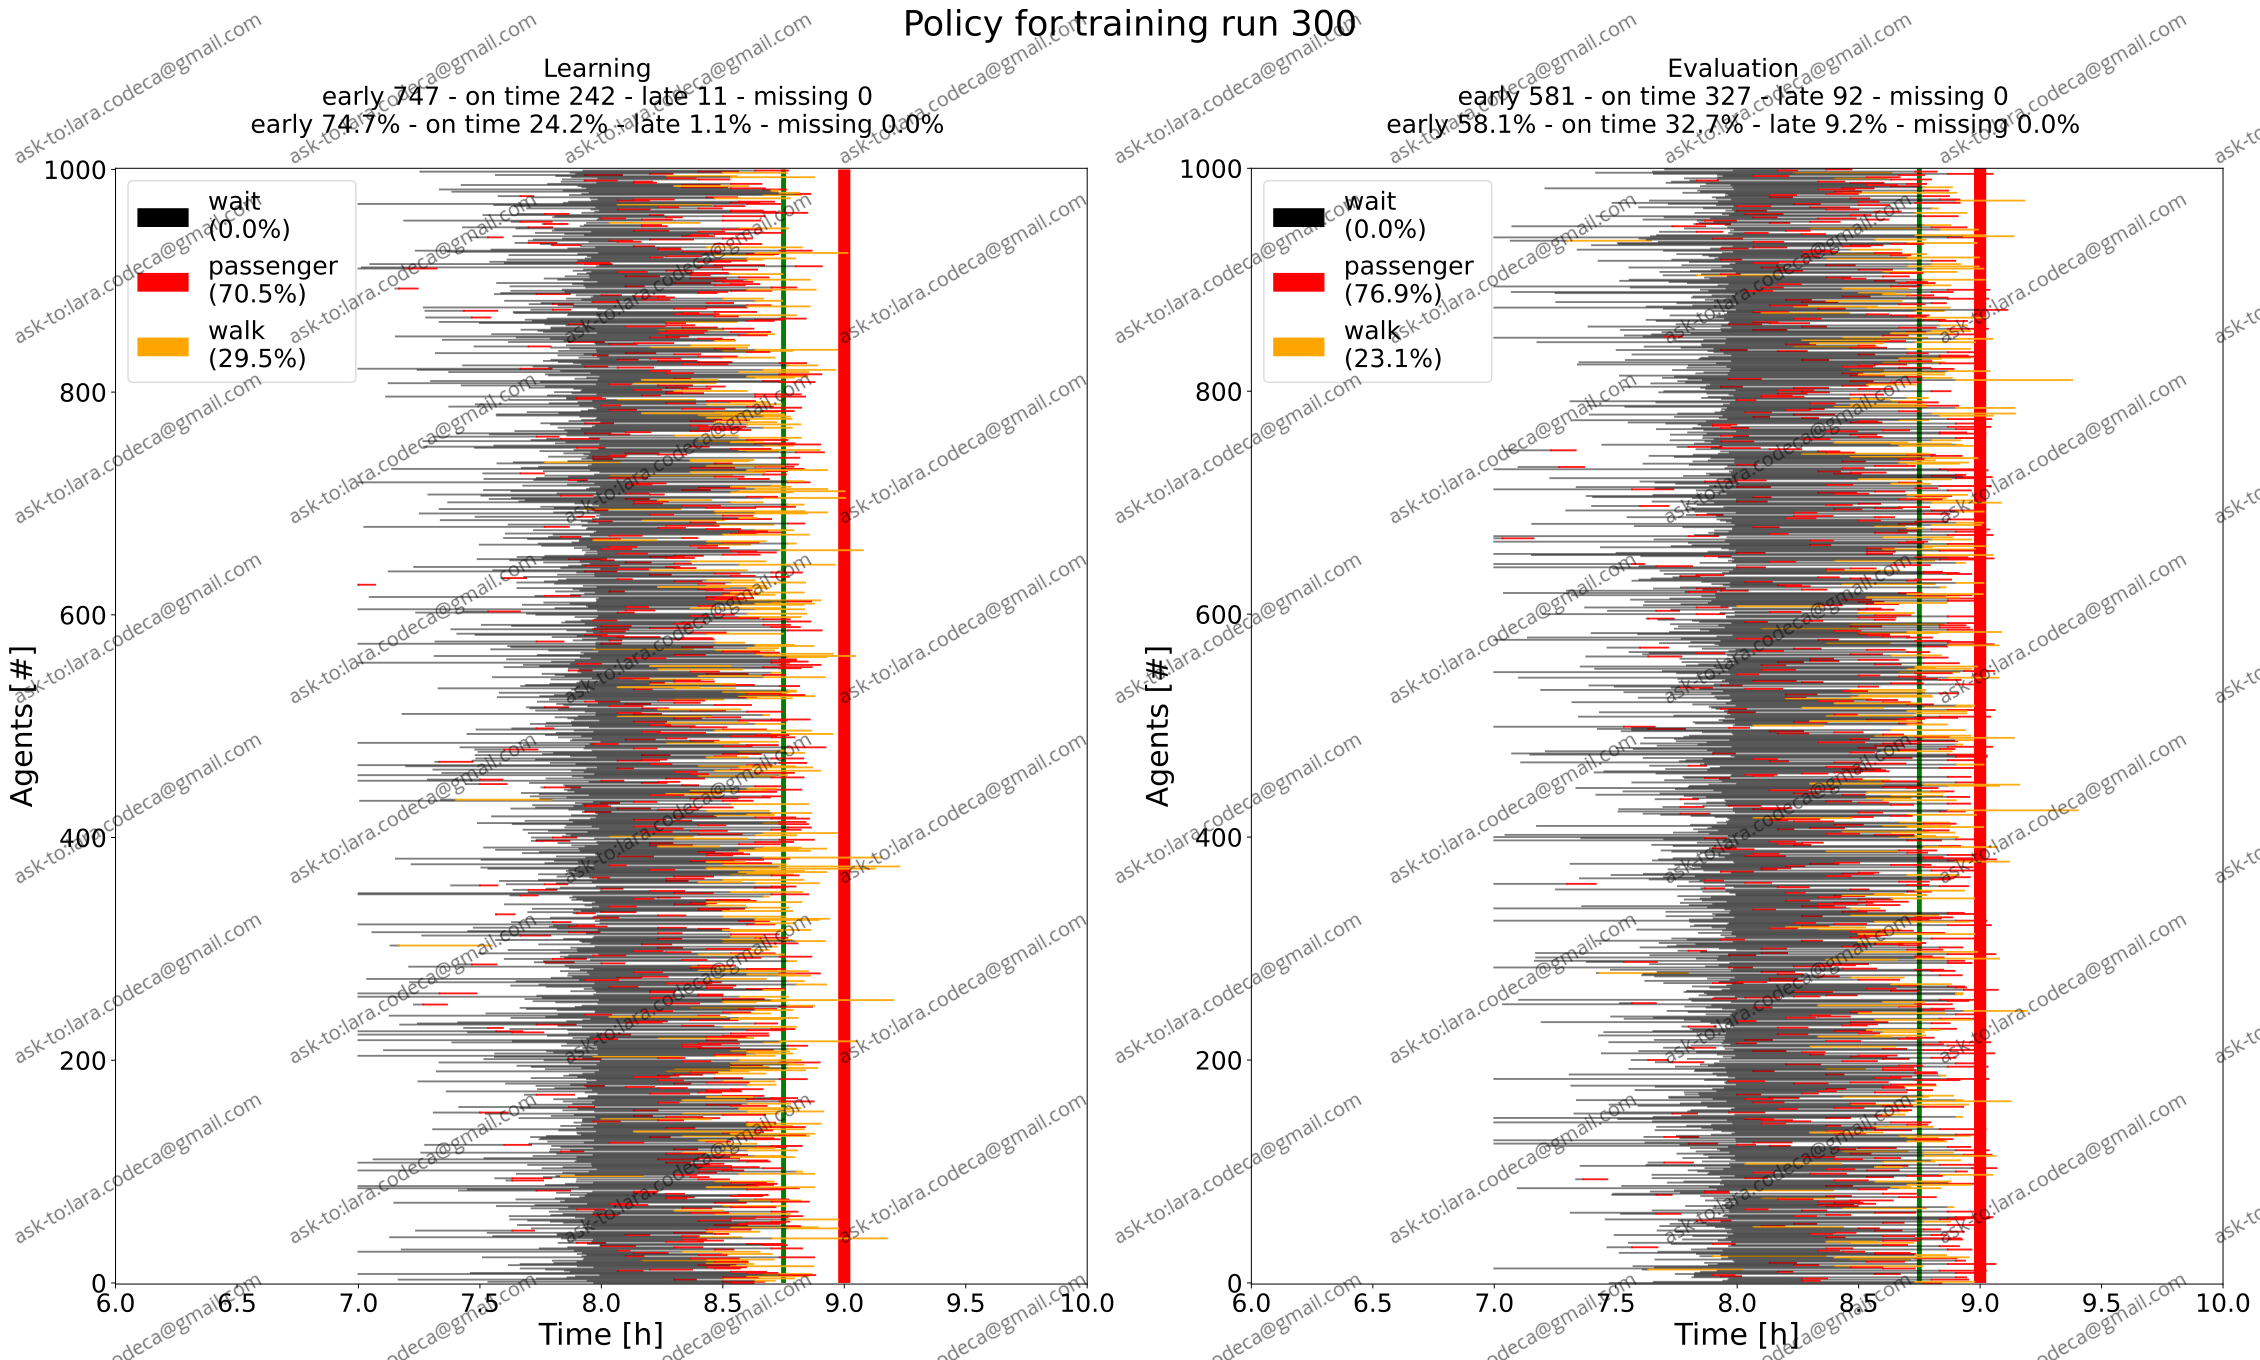 Policy for training run 300
Learning
early 747 - on time 242 - late 11 - missing 0
early 74.7% - on time 24.2% - late 1.1% - missing 0.0%
1000
800
600
400
200
0
Agents [#]
wait
(0.0%)
passenger
(70.5%)
walk
(29.5%)
6.0 6.5 7.0 7.5 8.0 8.5 9.0 9.5 10.0
Time [h]
Evaluation
early 581 - on time 327 - late 92 - missing 0
early 58.1% - on time 32.7% - late 9.2% - missing 0.0%
1000
800
600
400
200
0
Agents [#]
wait
(0.0%)
passenger
(76.9%)
walk
(23.1%)
6.0 6.5 7.0 7.5 8.0 8.5 9.0 9.5 10.0
Time [h]
ask-to:lara.codeca@gmail.com